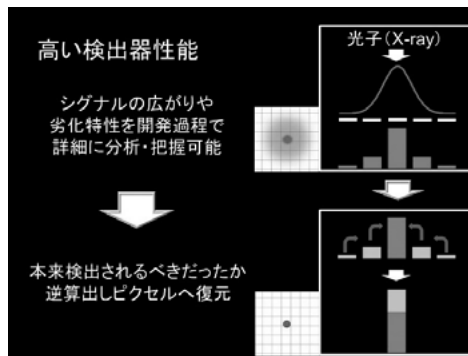 高い検出器性能
光子(X-ray)
シグナルの広がりや
劣化特性を開発過程で
詳細に分析・把握可能
本来検出されるべきだったか
逆算出しピクセルへ復元